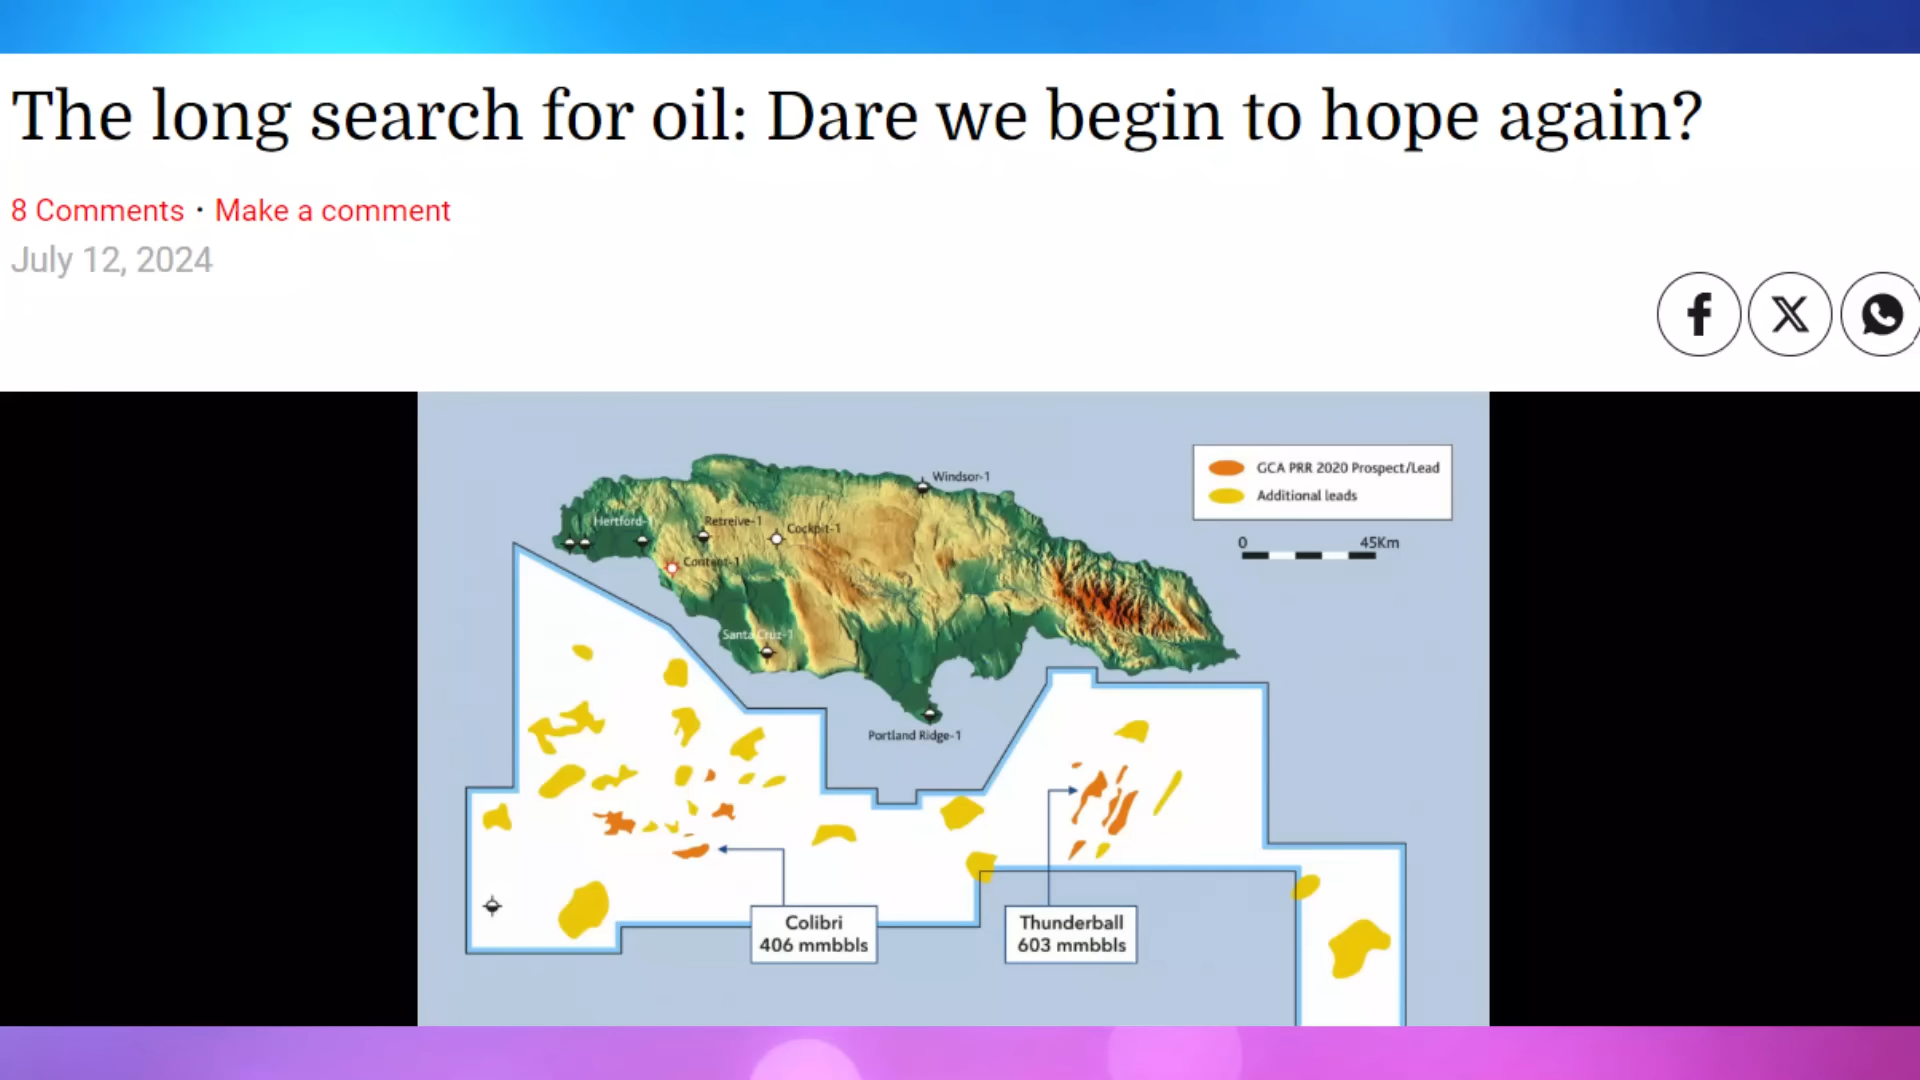 The long search for oil: Dare we begin to hope again?
8 Comments · Make a comment
July 12, 2024
GCA PRR 2020 Prospect/Lead
Additional leads
0 45Km
Windsor-1
Hertford-1
Retreive-1
Cockpit-1
Content-1
Santa Cruz-1
Portland Ridge-1
Colibri
406 mmbbls
Thunderball
603 mmbbls